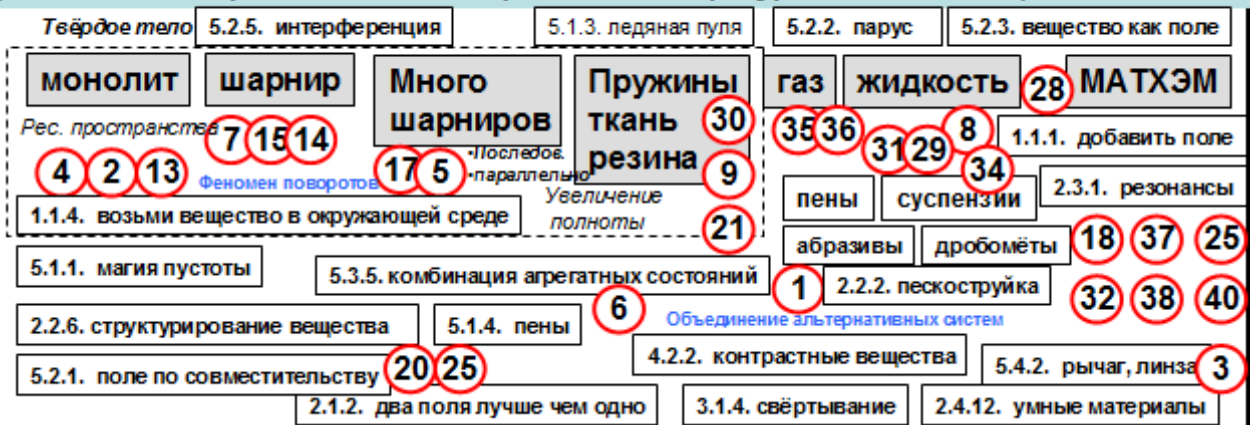 Твёрдое тело 5.2.5. интерференция 5.1.3. ледяная пуля 5.2.2. парус 5.2.3. вещество как поле
монолит шарнир Много шарниров Пружины ткань резина газ жидкость МАТХЭМ
30 28
Рес. пространства 7 15 14 35 36 8 1.1.1. добавить поле
31 29
•Последов.
•параллельно
4 2 13 Феномен поворотов 17 5 9 34 2.3.1. резонансы
Увеличение
полноты
пены суспензии
1.1.4. возьми вещество в окружающей среде 21
абразивы дробомёты 18 37 25
5.1.1. магия пустоты 5.3.5. комбинация агрегатных состояний 1 2.2.2. пескоструйка
6 32 38 40
Объединение альтернативных систем
2.2.6. структурирование вещества 5.1.4. пены
4.2.2. контрастные вещества 5.4.2. рычаг, линза 3
5.2.1. поле по совместительству 20 25
2.1.2. два поля лучше чем одно 3.1.4. свёртывание 2.4.12. умные материалы